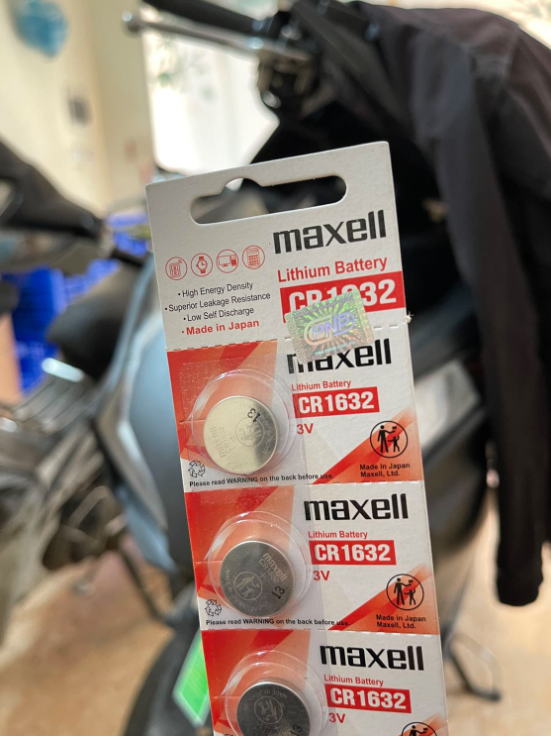 maxell
Lithium Battery
CR1632
• High Energy Density
• Superior Leakage Resistance
• Low Self Discharge
• Made in Japan
maxell
Lithium Battery
CR1632
3V
Made in Japan
Maxell, Ltd.
Please read WARNING on the back before use.
maxell
Lithium Battery
CR1632
3V
maxell
Made in Japan
Maxell, Ltd.
Please read WARNING on the back before use.
maxell
Lithium Battery
CR1632
3V